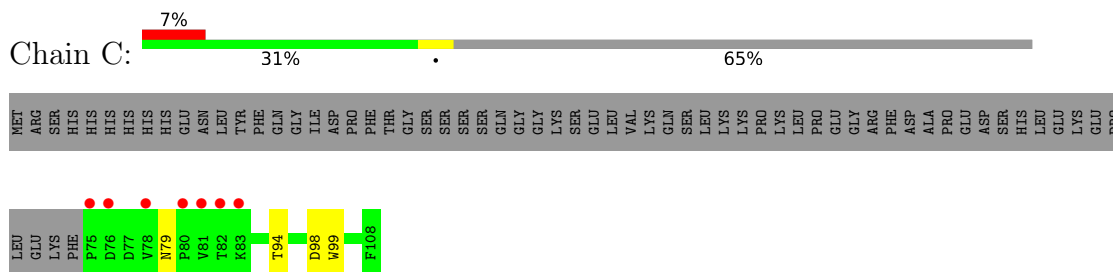 7%
Chain C:
31% • 65%
MET ARG SER HIS HIS HIS HIS HIS HIS GLU ASN LEU TYR PHE GLN GLY ILE ASP PRO PHE THR GLY SER SER SER SER GLN GLY GLY LYS SER GLU LEU VAL LYS GLN SER LEU LYS LYS PRO LYS LEU PRO GLU GLY ARG PHE ASP ALA PRO GLU ASP SER HIS LEU GLU LYS GLU PRO
LEU GLU LYS PHE P75 D76 D77 V78 N79 P80 V81 T82 K83 T94 D98 W99 F108